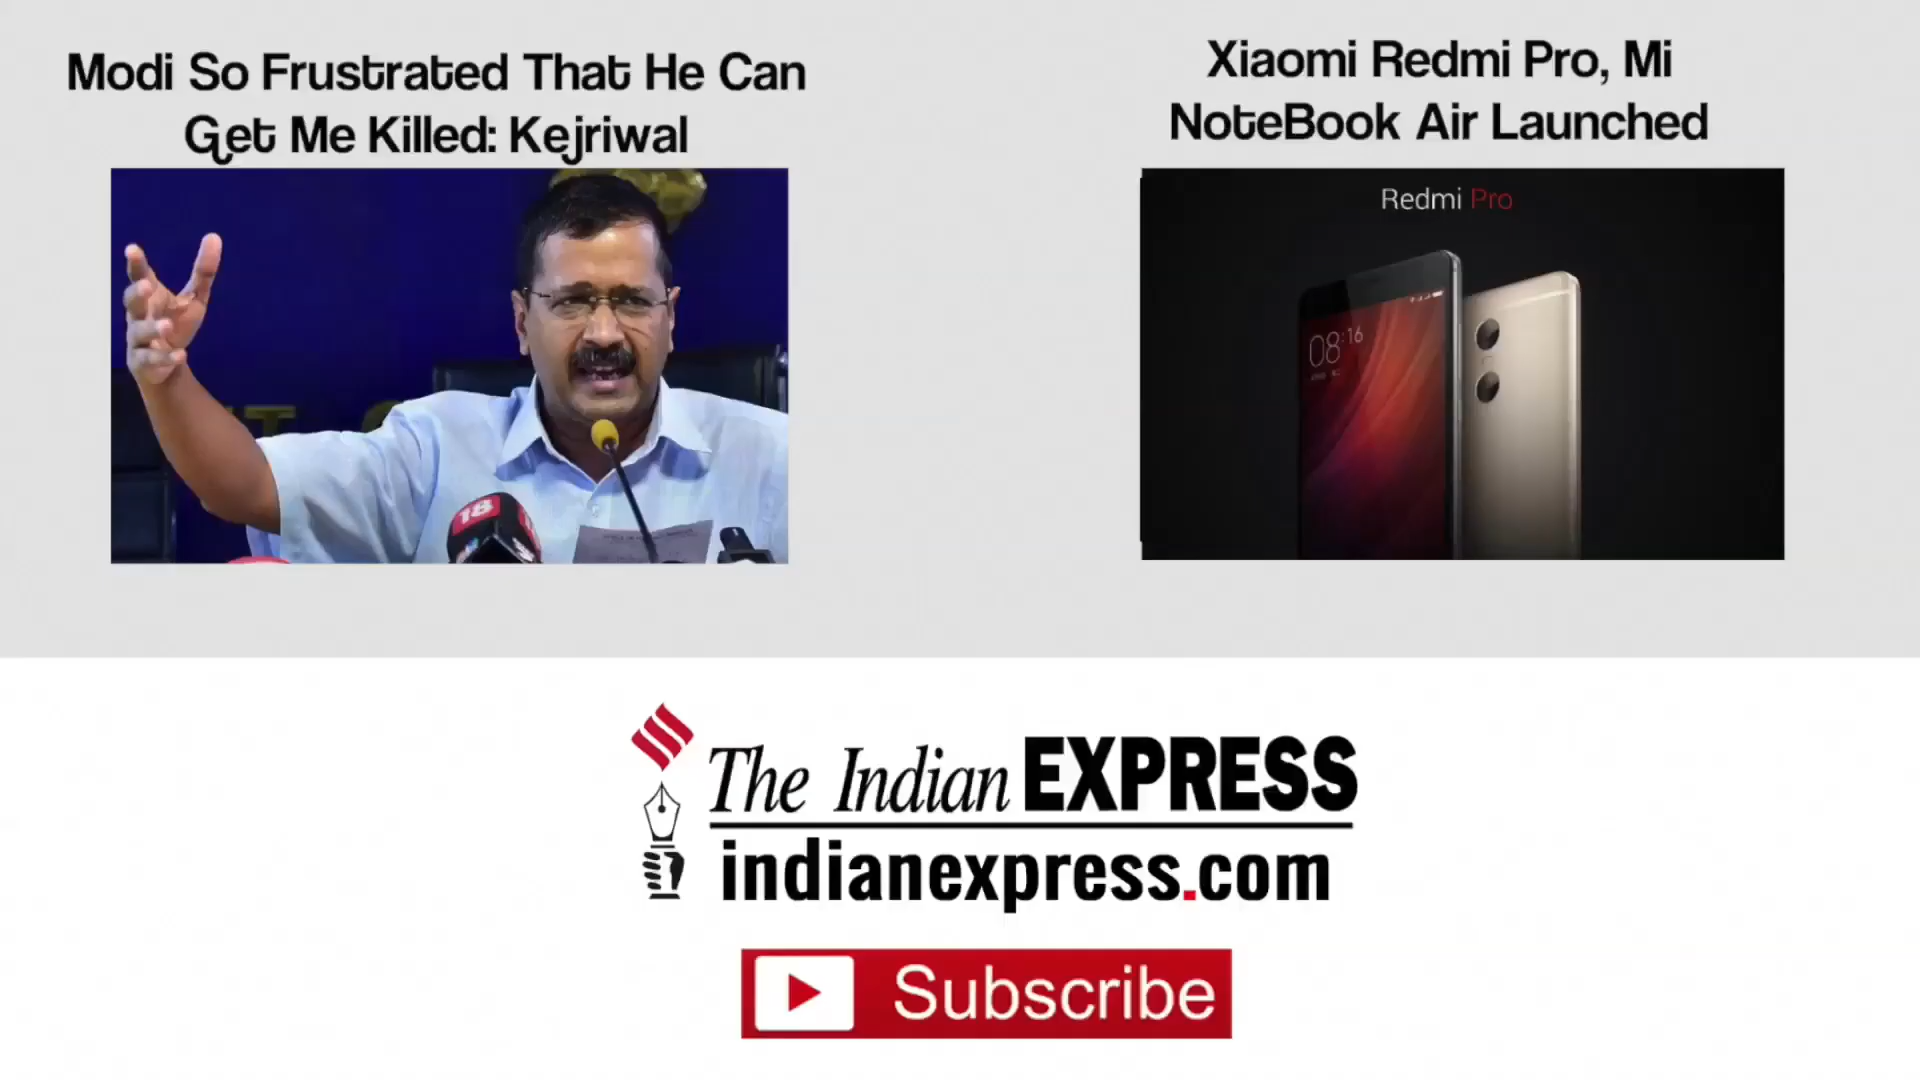 Modi So Frustrated That He Can
Get Me Killed: Kejriwal
Xiaomi Redmi Pro, Mi
NoteBook Air Launched
18
Redmi Pro
08:16
The Indian EXPRESS
indianexpress.com
Subscribe